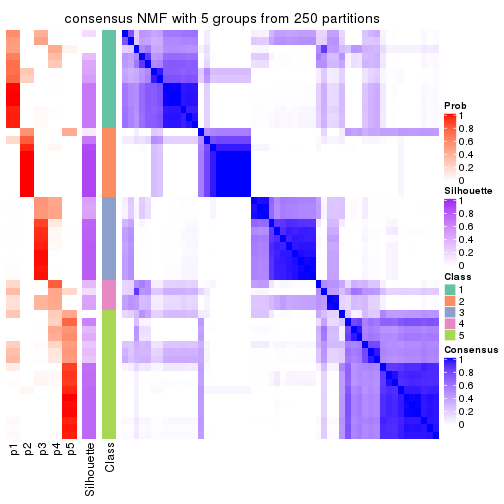 consensus NMF with 5 groups from 250 partitions
Prob
1
0.8
0.6
0.4
0.2
0
Silhouette
1
0.8
0.6
0.4
0.2
0
Class
1
2
3
4
5
Consensus
1
0.8
0.6
0.4
0.2
0
p1
p2
p3
p4
p5
Silhouette
Class